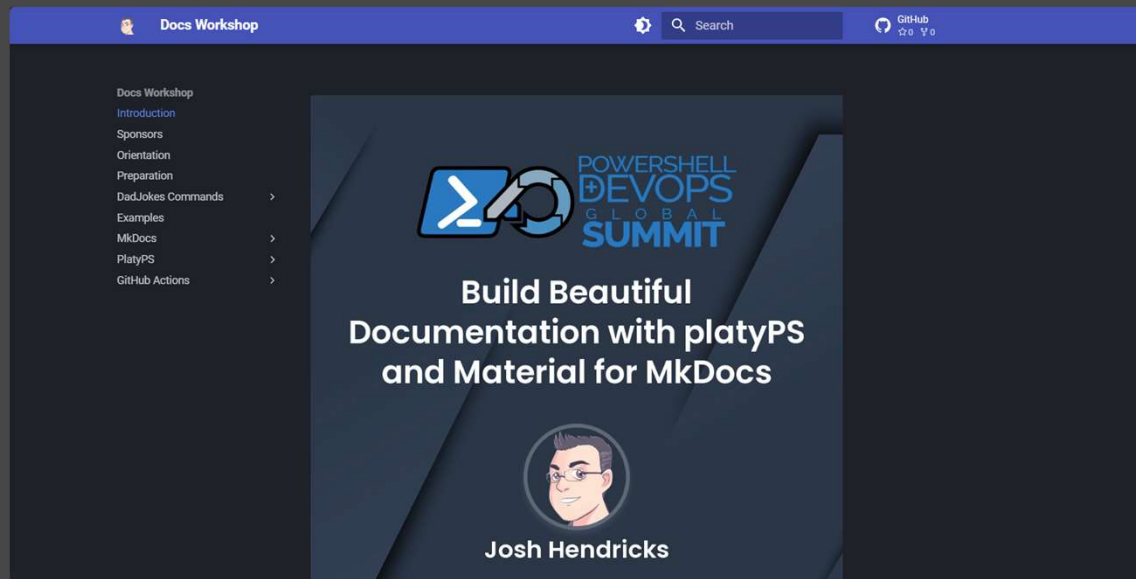 Docs Workshop
Search
GitHub
0 0
Docs Workshop
Introduction
Sponsors
Orientation
Preparation
DadJokes Commands
Examples
MkDocs
PlatyPS
GitHub Actions
POWERSHELL
DEVOPS
GLOBAL
SUMMIT
Build Beautiful
Documentation with platyPS
and Material for MkDocs
Josh Hendricks